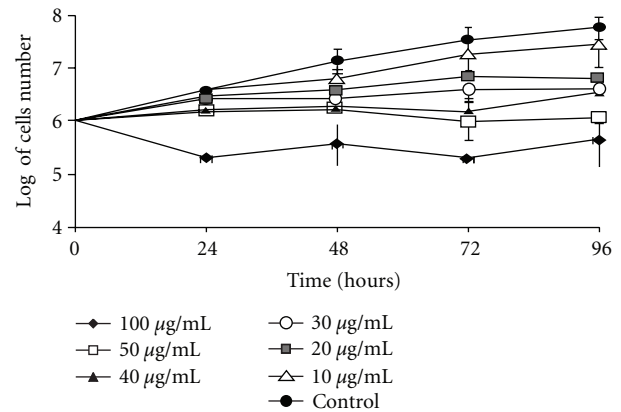 8
7
6
5
4
Log of cells number
0 24 48 72 96
Time (hours)
100 µg/mL
50 µg/mL
40 µg/mL
30 µg/mL
20 µg/mL
10 µg/mL
Control